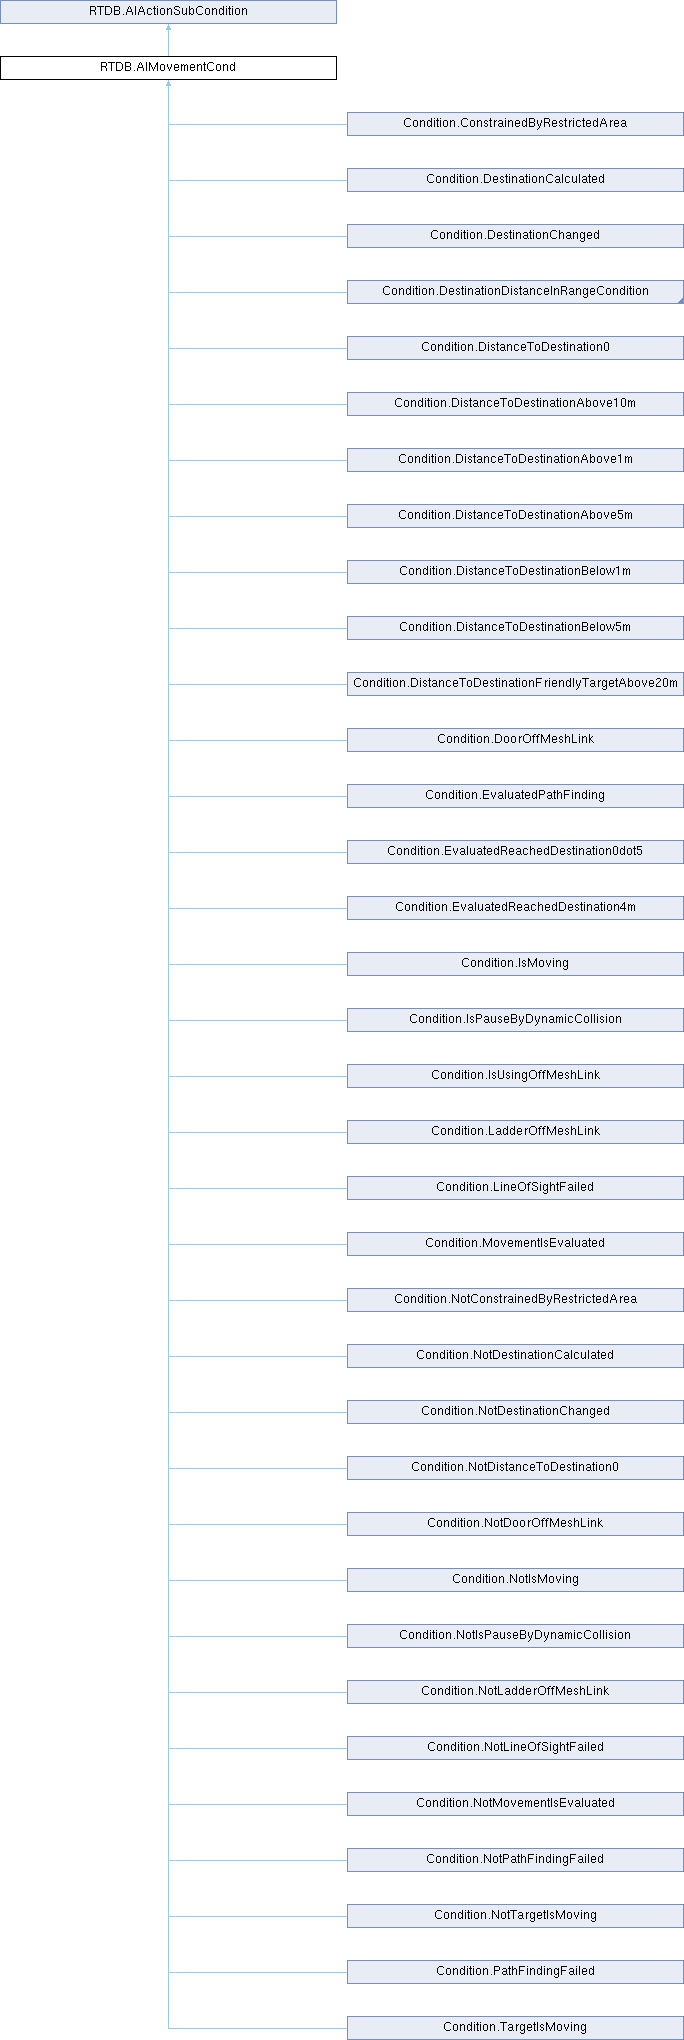 RTDB.AIActionSubCondition
RTDB.AIMovementCond
Condition.ConstrainedByRestrictedArea
Condition.DestinationCalculated
Condition.DestinationChanged
Condition.DestinationDistanceInRangeCondition
Condition.DistanceToDestination0
Condition.DistanceToDestinationAbove10m
Condition.DistanceToDestinationAbove1m
Condition.DistanceToDestinationAbove5m
Condition.DistanceToDestinationBelow1m
Condition.DistanceToDestinationBelow5m
Condition.DistanceToDestinationFriendlyTargetAbove20m
Condition.DoorOffMeshLink
Condition.EvaluatedPathFinding
Condition.EvaluatedReachedDestination0dot5
Condition.EvaluatedReachedDestination4m
Condition.IsMoving
Condition.IsPauseByDynamicCollision
Condition.IsUsingOffMeshLink
Condition.LadderOffMeshLink
Condition.LineOfSightFailed
Condition.MovementIsEvaluated
Condition.NotConstrainedByRestrictedArea
Condition.NotDestinationCalculated
Condition.NotDestinationChanged
Condition.NotDistanceToDestination0
Condition.NotDoorOffMeshLink
Condition.NotIsMoving
Condition.NotIsPauseByDynamicCollision
Condition.NotLadderOffMeshLink
Condition.NotLineOfSightFailed
Condition.NotMovementIsEvaluated
Condition.NotPathFindingFailed
Condition.NotTargetIsMoving
Condition.PathFindingFailed
Condition.TargetIsMoving